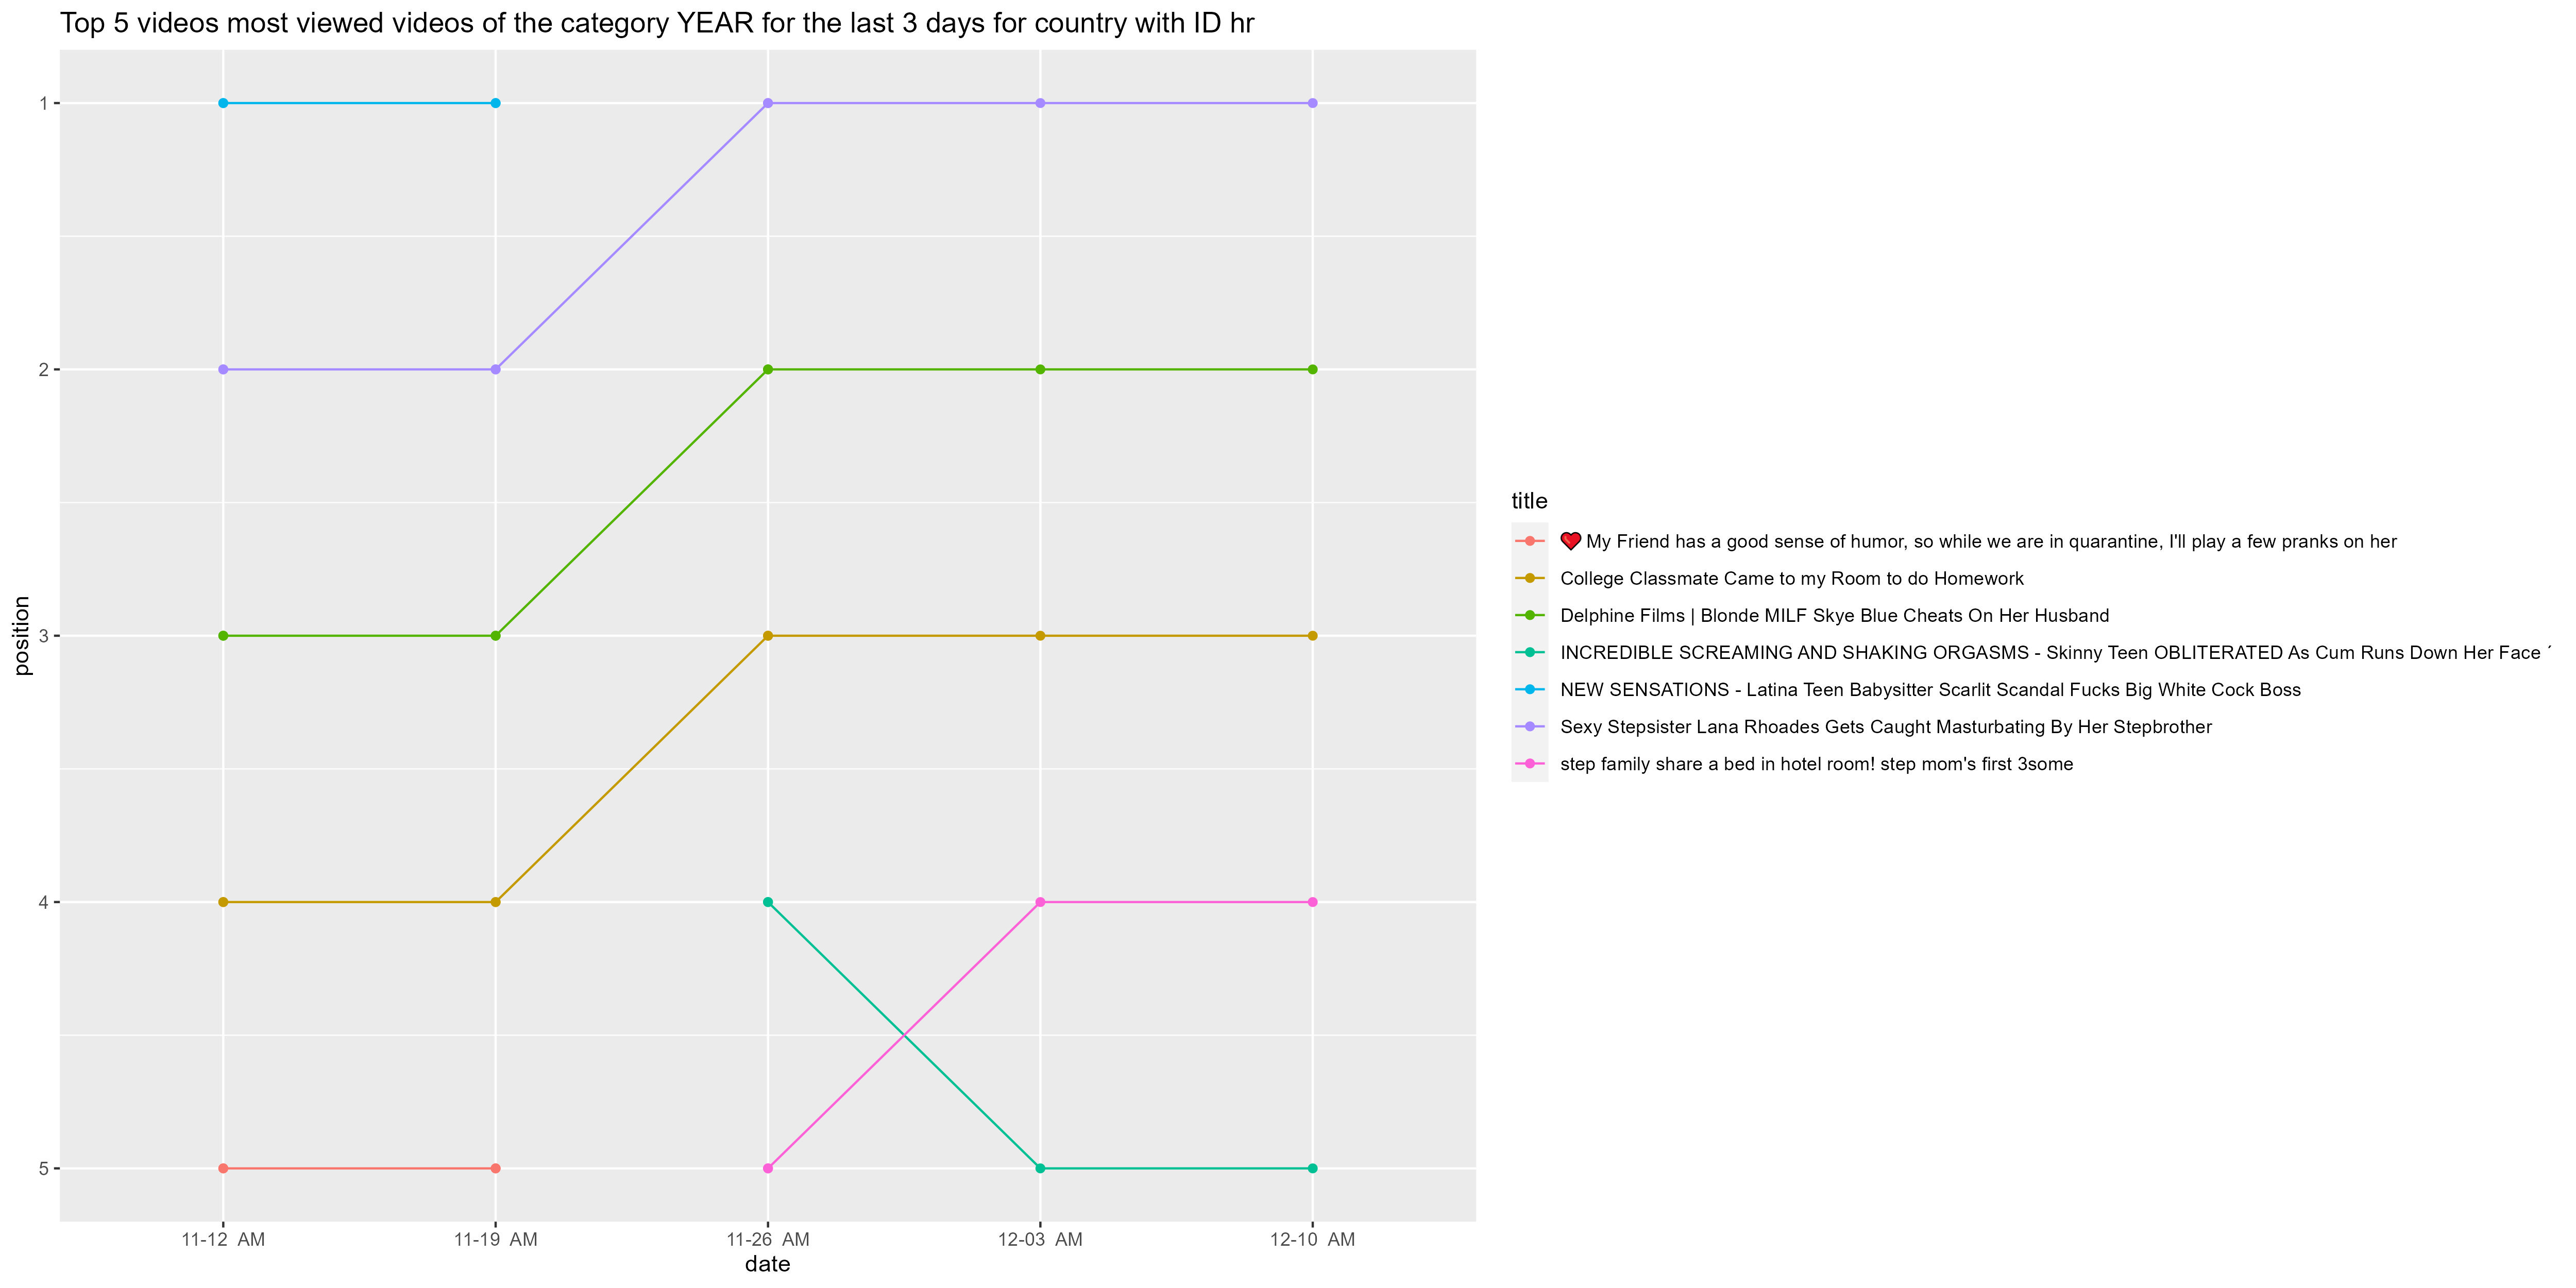 Top 5 videos most viewed videos of the category YEAR for the last 3 days for country with ID hr
position
1
2
3
4
5
11-12 AM
11-19 AM
11-26 AM
12-03 AM
12-10 AM
date
title
❤️ My Friend has a good sense of humor, so while we are in quarantine, I'll play a few pranks on her
College Classmate Came to my Room to do Homework
Delphine Films | Blonde MILF Skye Blue Cheats On Her Husband
INCREDIBLE SCREAMING AND SHAKING ORGASMS - Skinny Teen OBLITERATED As Cum Runs Down Her Face
NEW SENSATIONS - Latina Teen Babysitter Scarlit Scandal Fucks Big White Cock Boss
Sexy Stepsister Lana Rhoades Gets Caught Masturbating By Her Stepbrother
step family share a bed in hotel room! step mom's first 3some